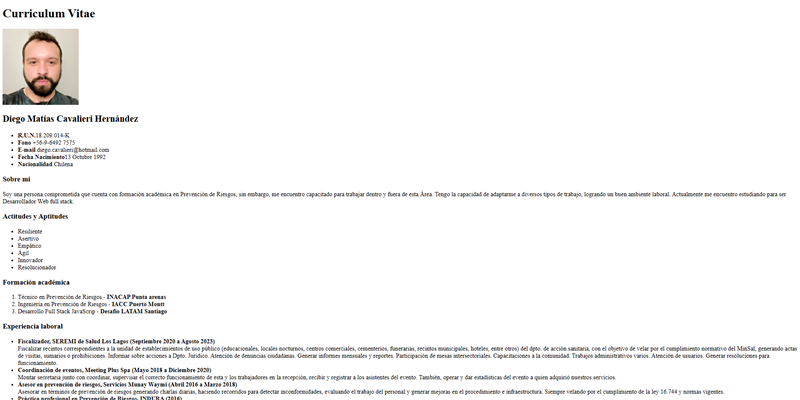 Curriculum Vitae
Diego Matías Cavalieri Hernández
R.U.N.18.209.014-K
Fono +56-9-6492 7575
E-mail diego.cavalieri@hotmail.com
Fecha Nacimiento13 Octubre 1992
Nacionalidad Chilena
Sobre mi
Soy una persona comprometida que cuenta con formación académica en Prevención de Riesgos, sin embargo, me encuentro capacitado para trabajar dentro y fuera de esta Área. Tengo la capacidad de adaptarme a diversos tipos de trabajo, logrando un buen ambiente laboral. Actualmente me encuentro estudiando para ser
Desarrollador Web full stack.
Actitudes y Aptitudes
Resiliente
Asertivo
Empático
Ágil
Innovador
Resolucionador
Formación académica
1. Técnico en Prevención de Riesgos - INACAP Punta arenas
2. Ingeniería en Prevención de Riesgos - IACC Puerto Montt
3. Desarrollo Full Stack JavaScrip - Desafío LATAM Santiago
Experiencia laboral
Fiscalizador, SEREMI de Salud Los Lagos (Septiembre 2020 a Agosto 2023)
Fiscalizar recintos correspondientes a la unidad de establecimientos de uso público (educacionales, locales nocturnos, centros comerciales, cementerios, funerarias, recintos municipales, hoteles, entre otros) del dpto. de acción sanitaria, con el objetivo de velar por el cumplimiento normativo del MinSal, generando actas
de visitas, sumarios o prohibiciones. Informar sobre acciones a Dpto. Jurídico. Atención de denuncias ciudadanas. Generar informes mensuales y reportes. Participación de mesas intersectoriales. Capacitaciones a la comunidad. Trabajos administrativos varios. Atención de usuarios. Generar resoluciones para
funcionamiento.
Coordinación de eventos, Meeting Plus Spa (Mayo 2018 a Diciembre 2020)
Montar secretaria junto con coordinar, supervisar el correcto funcionamiento de esta y los trabajadores en la recepción, recibir y registrar a los asistentes del evento. También, operar y dar estadísticas del evento a quien adquirió nuestros servicios.
Asesor en prevención de riesgos, Servicios Munay Waymi (Abril 2016 a Marzo 2018)
Asesorar en términos de prevención de riesgos generando charlas diarias, haciendo recorridos para detectar inconformidades, evaluando el trabajo del personal y generar mejoras en el procedimiento e infraestructura. Siempre velando por el cumplimiento de la ley 16.744 y normas vigentes.
Práctica profesional en Prevención de Riesgos, INDURA (2016)